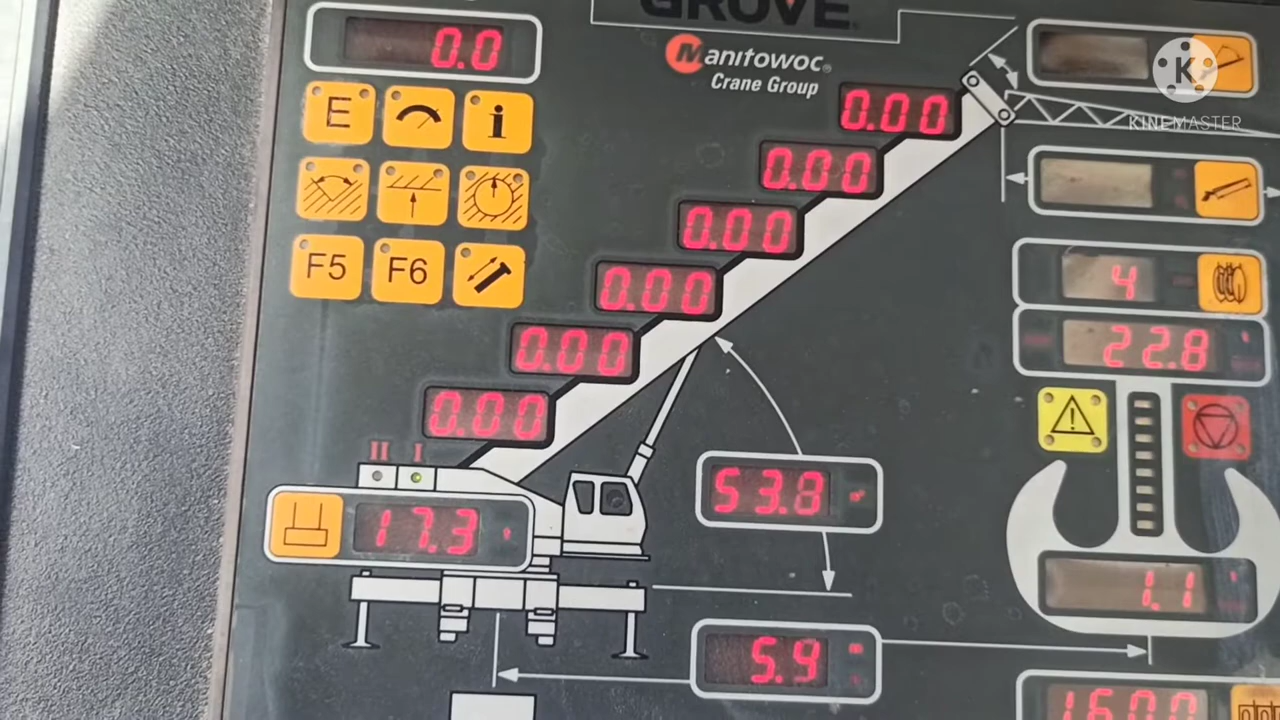 GROVE®
0.0
Manitowoc®
Crane Group
K
KINEMASTER
E
i
0.00
0.00
0.00
F5
F6
0.00
4
0.00
22.8
0.00
II I
53.8
17.3
1.1
5.9
1600